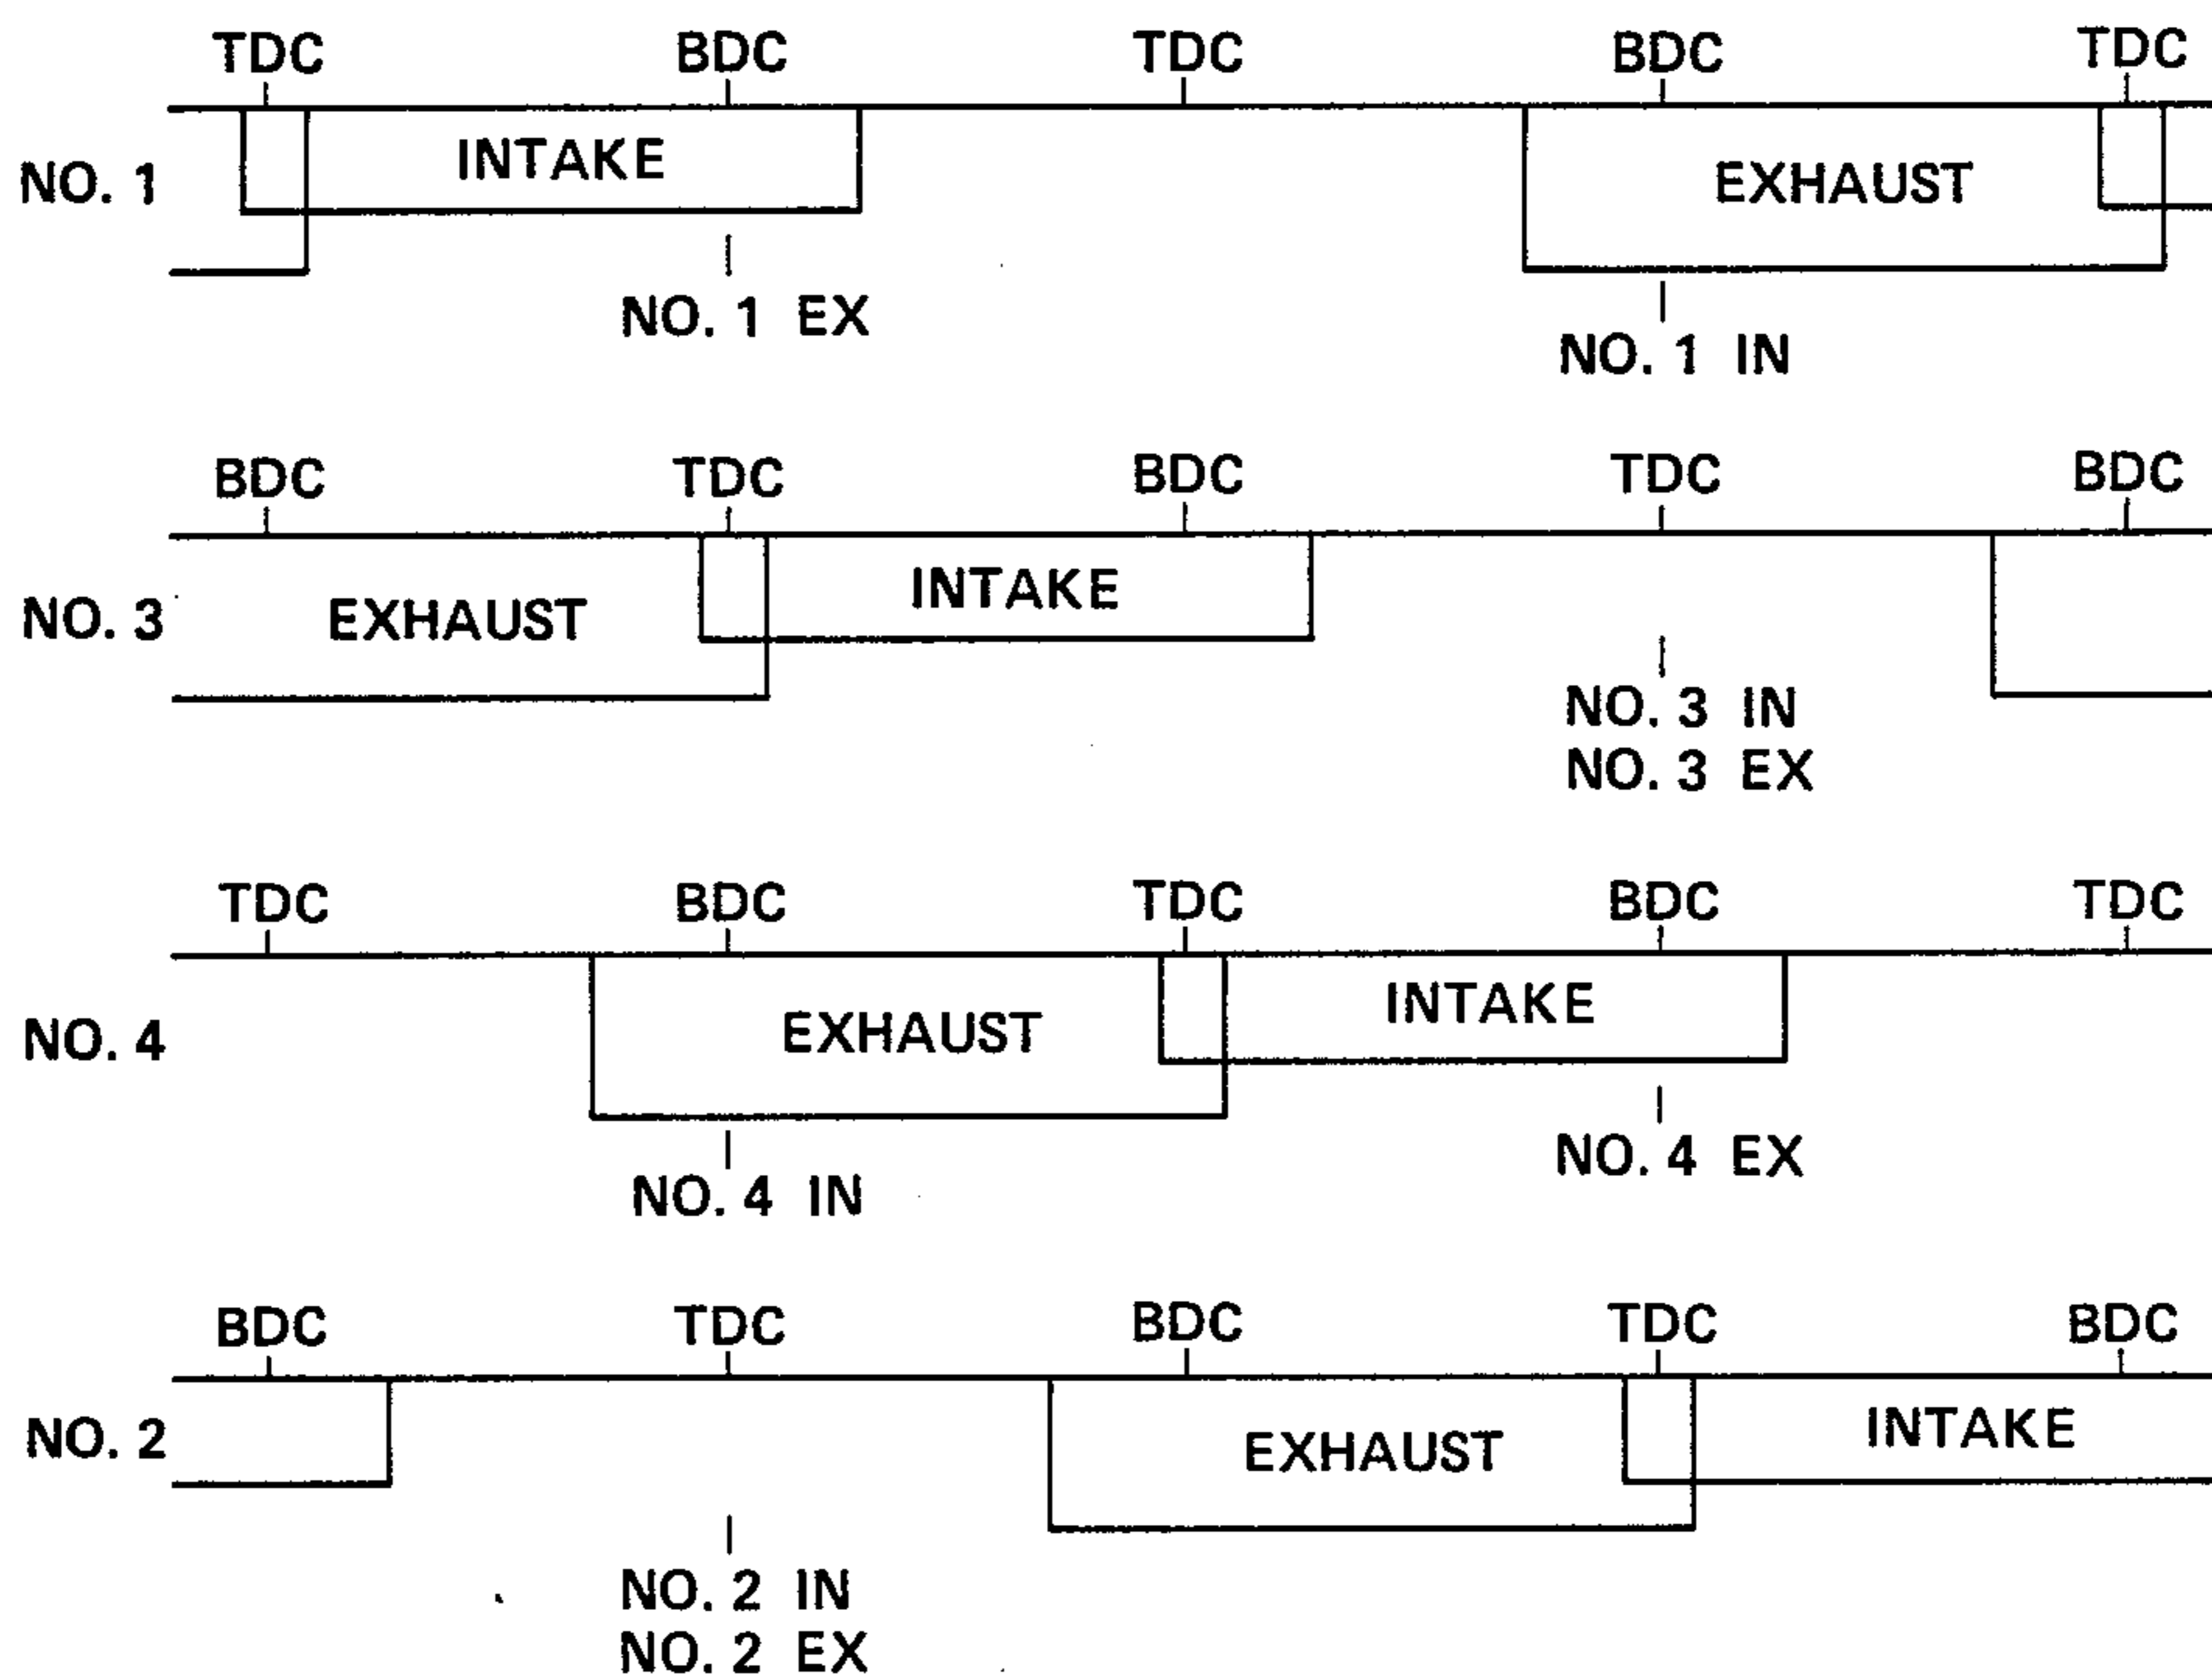 TDC BDC TDC BDC TDC
INTAKE
NO. 1 EXHAUST
NO. 1 EX
NO. 1 IN
BDC TDC BDC TDC BDC
INTAKE
NO. 3 EXHAUST
NO. 3 IN
NO. 3 EX
TDC BDC TDC BDC TDC
INTAKE
NO. 4 EXHAUST
NO. 4 EX
NO. 4 IN
BDC TDC BDC TDC BDC
INTAKE
NO. 2 EXHAUST
NO. 2 IN
NO. 2 EX